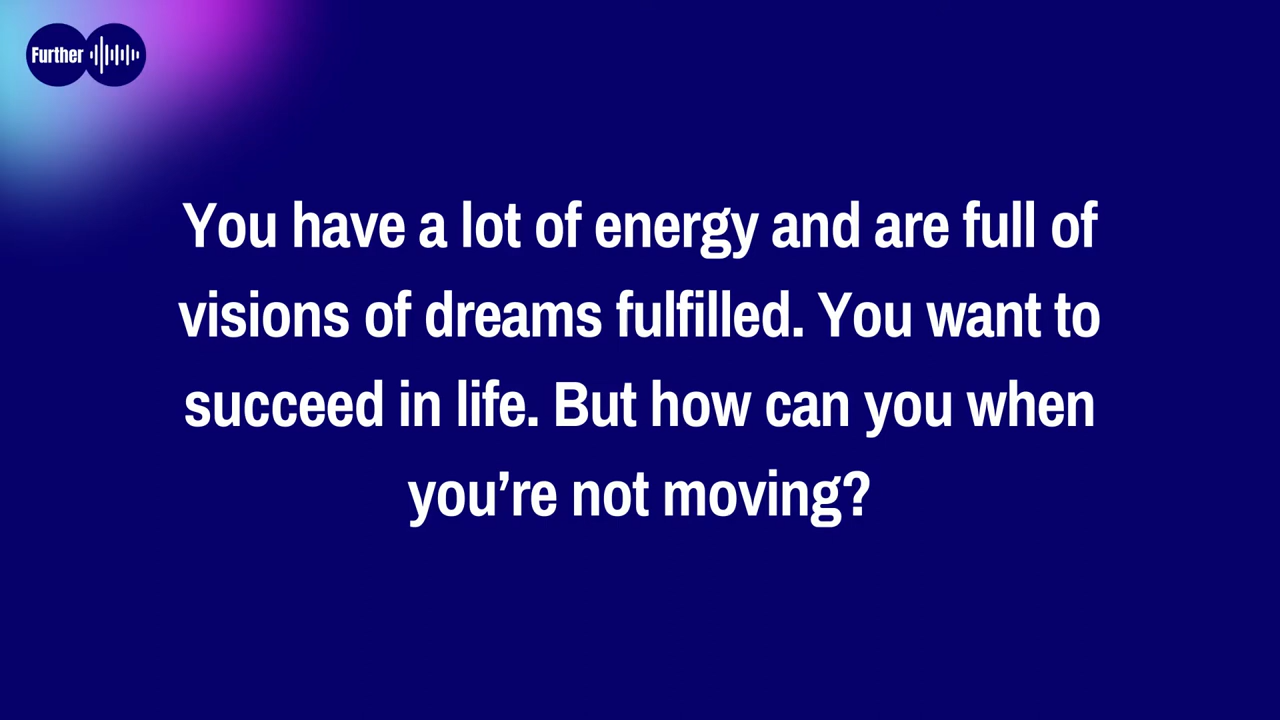 Further
You have a lot of energy and are full of
visions of dreams fulfilled. You want to
succeed in life. But how can you when
you’re not moving?